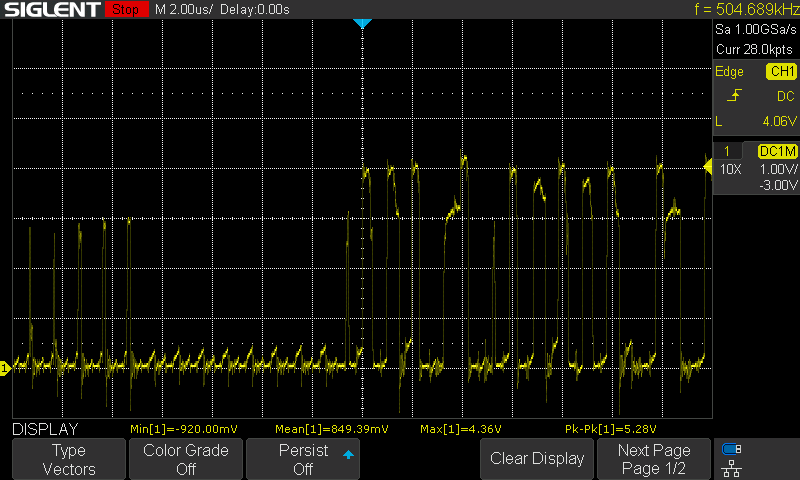 SIGLENT Stop M 2.00us/ Delay:0.00s f = 504.689kHz
Sa 1.00GSa/s
Curr 28.0kpts
Edge CH1
DC
L 4.06V
1 DC1M
10X 1.00V/
-3.00V
1
DISPLAY Min[1]=-920.00mV Mean[1]=849.39mV Max[1]=4.36V Pk-Pk[1]=5.28V
Type
Vectors
Color Grade
Off
Persist
Off
Clear Display
Next Page
Page 1/2